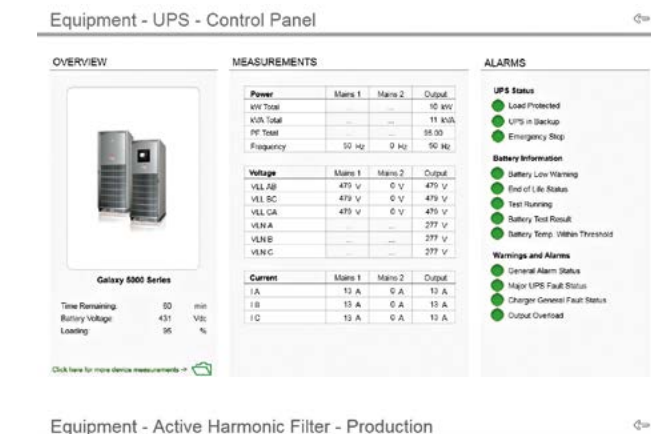 Equipment - UPS - Control Panel
OVERVIEW
Galaxy 5000 Series
Time Remaining: 60 min
Battery Voltage: 431 Vdc
Loading: 95 %
Click here for more device measurements
MEASUREMENTS
Power Mains 1 Mains 2 Output
kW Total ... ... 10 kW
kVA Total ... ... 11 kVA
PF Total ... ... 95.00
Frequency 50 Hz 0 Hz 50 Hz
Voltage Mains 1 Mains 2 Output
VLL AB 479 V 0 V 479 V
VLL BC 479 V 0 V 479 V
VLL CA 479 V 0 V 479 V
VLN A ... ... 277 V
VLN B ... ... 277 V
VLN C ... ... 277 V
Current Mains 1 Mains 2 Output
I A 13 A 0 A 13 A
I B 13 A 0 A 13 A
I C 13 A 0 A 13 A
ALARMS
UPS Status
Load Protected
UPS in Backup
Emergency Stop
Battery Information
Battery Low Warning
End of Life Status
Test Running
Battery Test Result
Battery Temp. Within Threshold
Warnings and Alarms
General Alarm Status
Major UPS Fault Status
Charger General Fault Status
Output Overload
Equipment - Active Harmonic Filter - Production